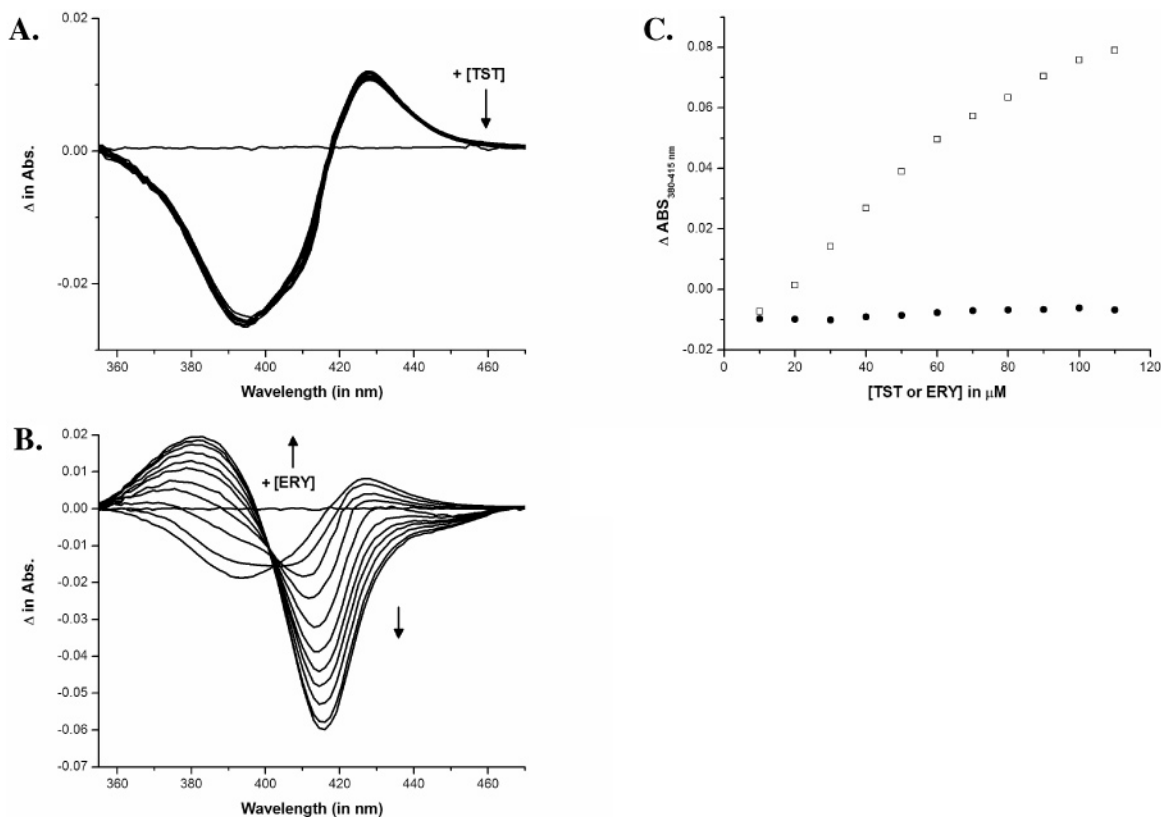 A.
0.02
0.00
-0.02
Δ in Abs.
+ [TST]
360 380 400 420 440 460
Wavelength (in nm)
B.
0.02
0.01
0.00
-0.01
-0.02
-0.03
-0.04
-0.05
-0.06
-0.07
Δ in Abs.
+ [ERY]
360 380 400 420 440 460
Wavelength (in nm)
C.
0.08
0.06
0.04
0.02
0.00
-0.02
Δ ABS380-415 nm
0 20 40 60 80 100 120
[TST or ERY] in μM